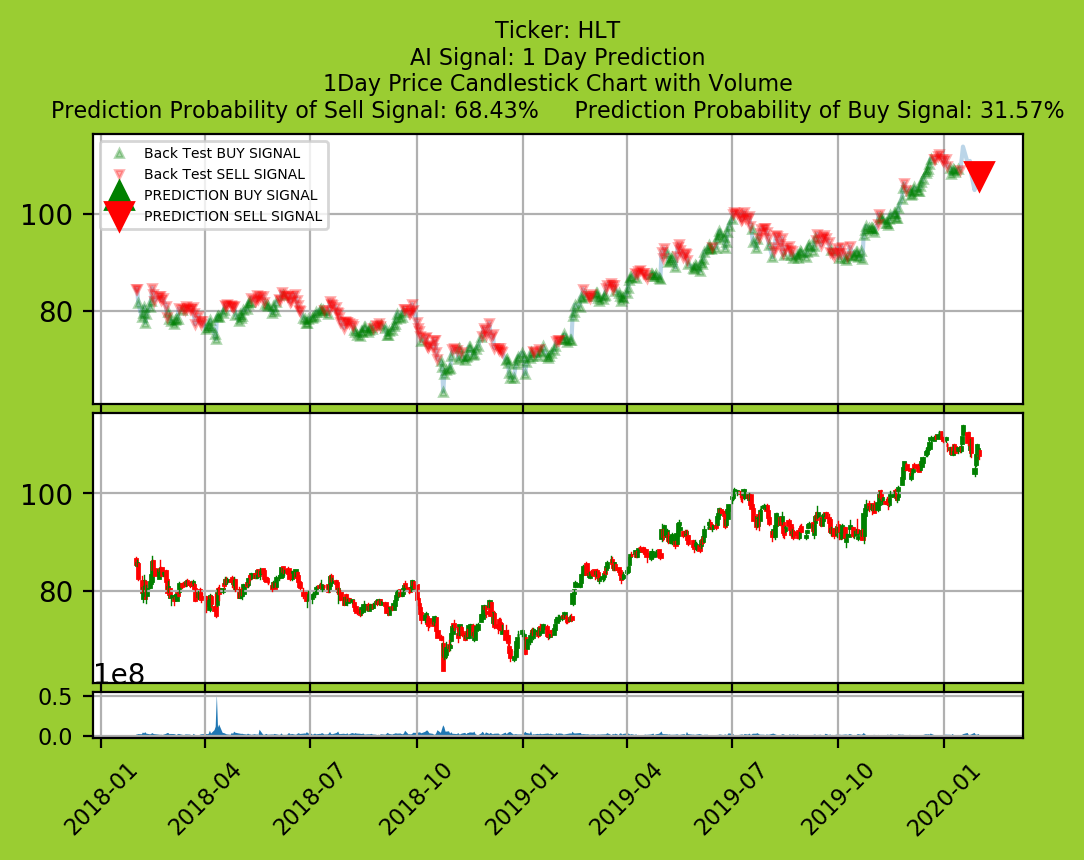 Ticker: HLT
AI Signal: 1 Day Prediction
1Day Price Candlestick Chart with Volume
Prediction Probability of Sell Signal: 68.43% Prediction Probability of Buy Signal: 31.57%
Back Test BUY SIGNAL
Back Test SELL SIGNAL
PREDICTION BUY SIGNAL
PREDICTION SELL SIGNAL
100
80
100
80
1e8
0.5
0.0
2018-01
2018-04
2018-07
2018-10
2019-01
2019-04
2019-07
2019-10
2020-01